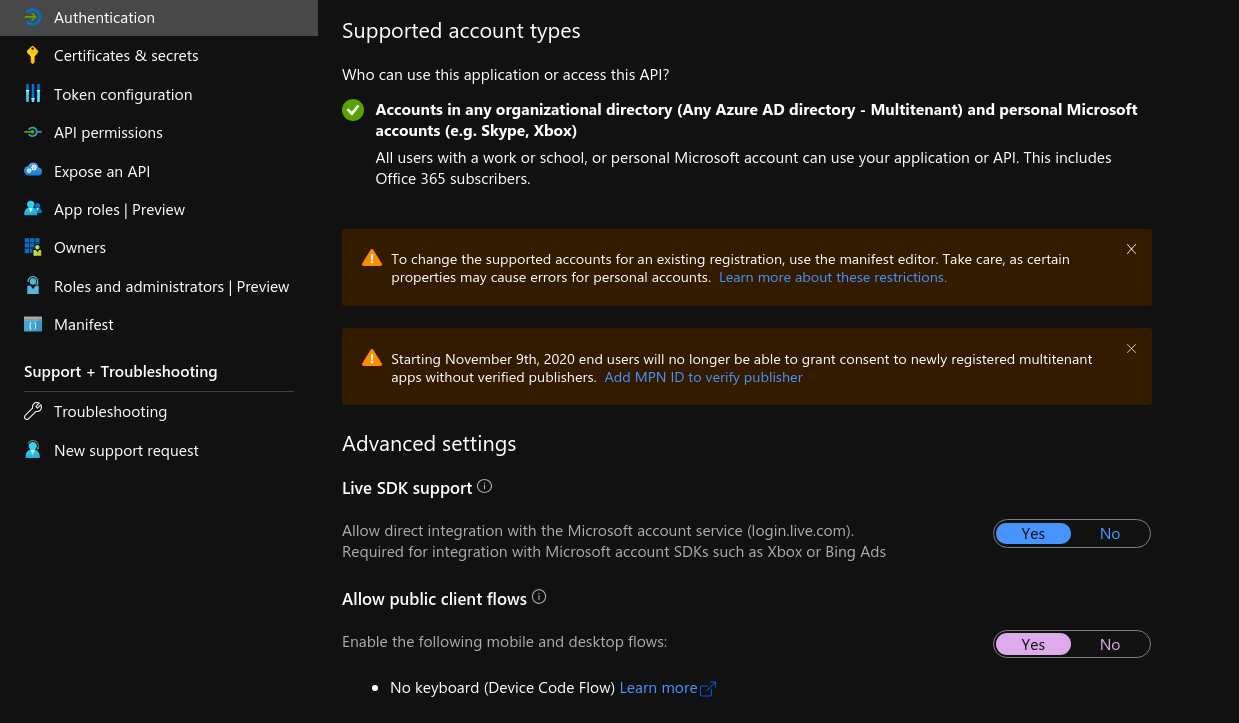 Authentication
Certificates & secrets
Token configuration
API permissions
Expose an API
App roles | Preview
Owners
Roles and administrators | Preview
Manifest
Support + Troubleshooting
Troubleshooting
New support request
Supported account types
Who can use this application or access this API?
Accounts in any organizational directory (Any Azure AD directory - Multitenant) and personal Microsoft
accounts (e.g. Skype, Xbox)
All users with a work or school, or personal Microsoft account can use your application or API. This includes
Office 365 subscribers.
To change the supported accounts for an existing registration, use the manifest editor. Take care, as certain
properties may cause errors for personal accounts. Learn more about these restrictions.
Starting November 9th, 2020 end users will no longer be able to grant consent to newly registered multitenant
apps without verified publishers. Add MPN ID to verify publisher
Advanced settings
Live SDK support
Allow direct integration with the Microsoft account service (login.live.com).
Required for integration with Microsoft account SDKs such as Xbox or Bing Ads
Yes No
Allow public client flows
Enable the following mobile and desktop flows:
Yes No
• No keyboard (Device Code Flow) Learn more